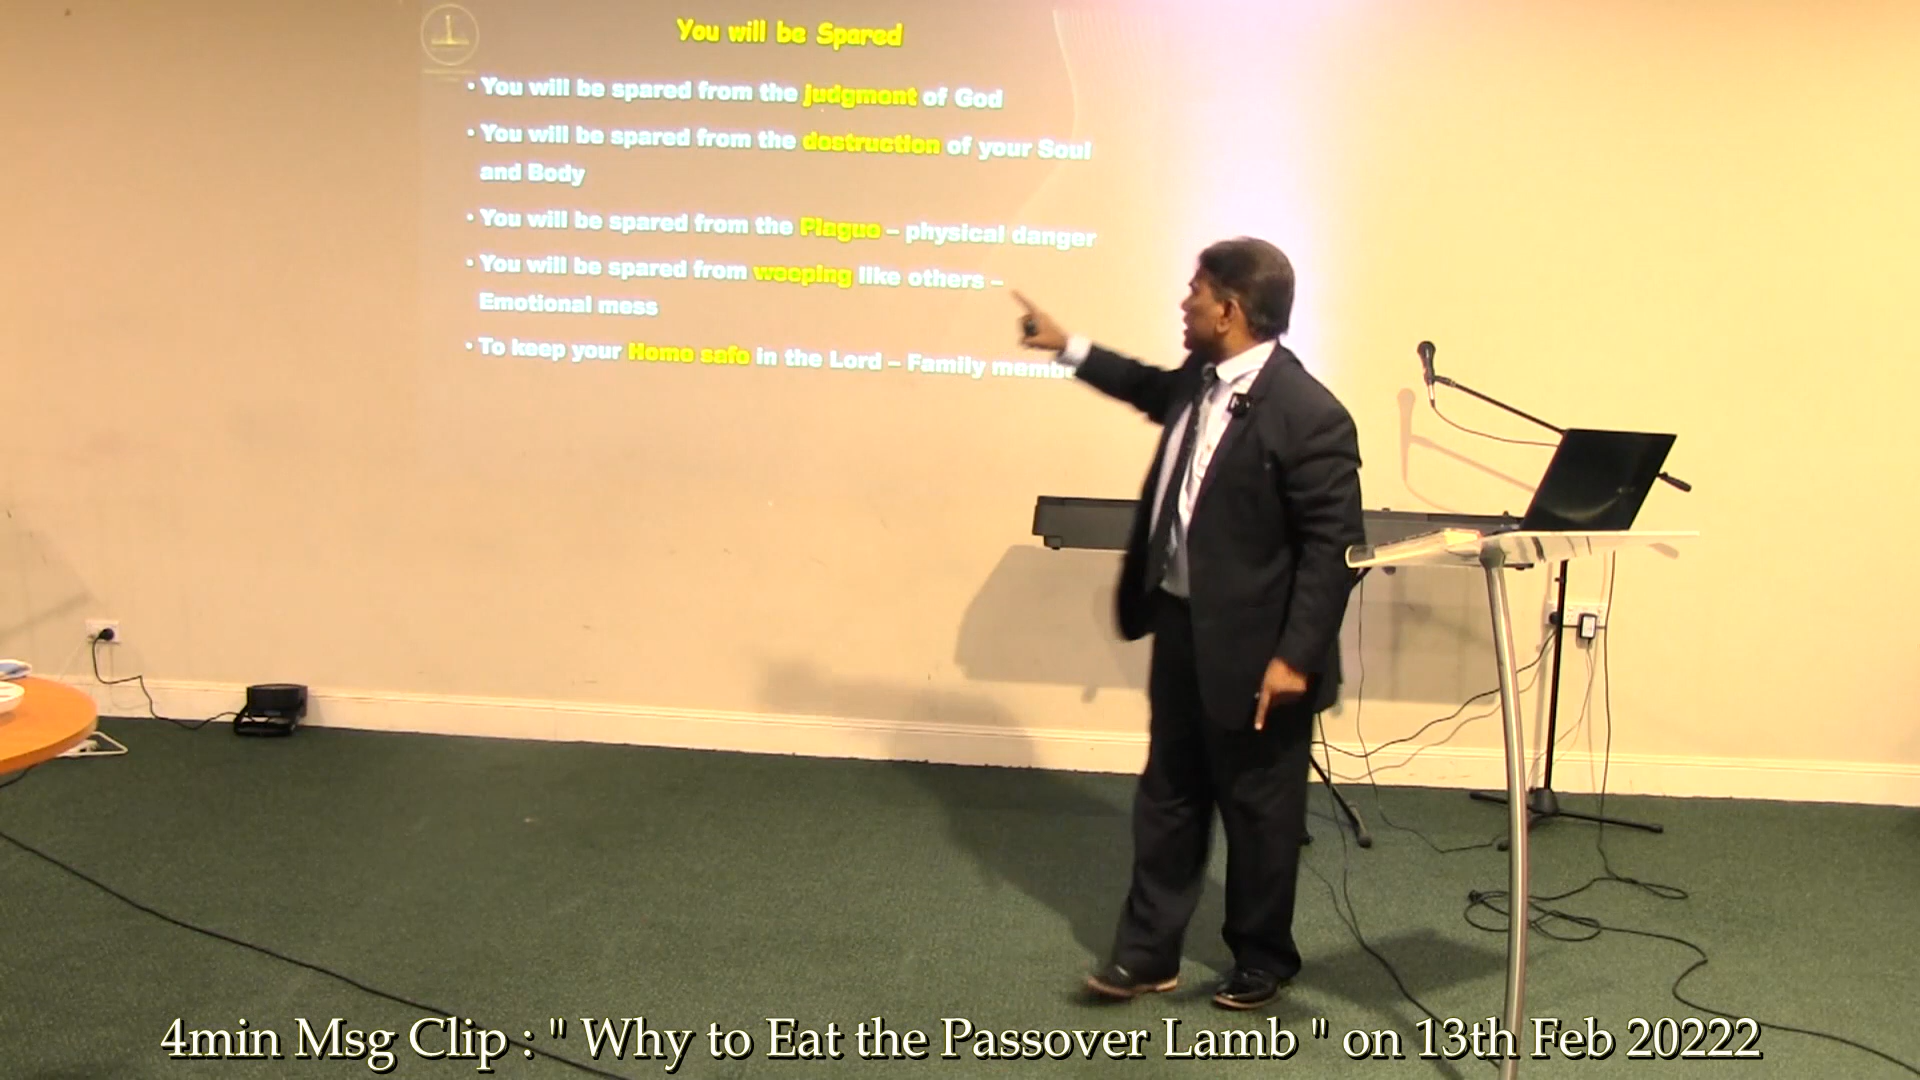 You will be Spared
• You will be spared from the judgment of God
• You will be spared from the destruction of your Soul
and Body
• You will be spared from the Plague – physical danger
• You will be spared from weeping like others –
Emotional mess
• To keep your Home safe in the Lord – Family
4min Msg Clip : " Why to Eat the Passover Lamb " on 13th Feb 20222